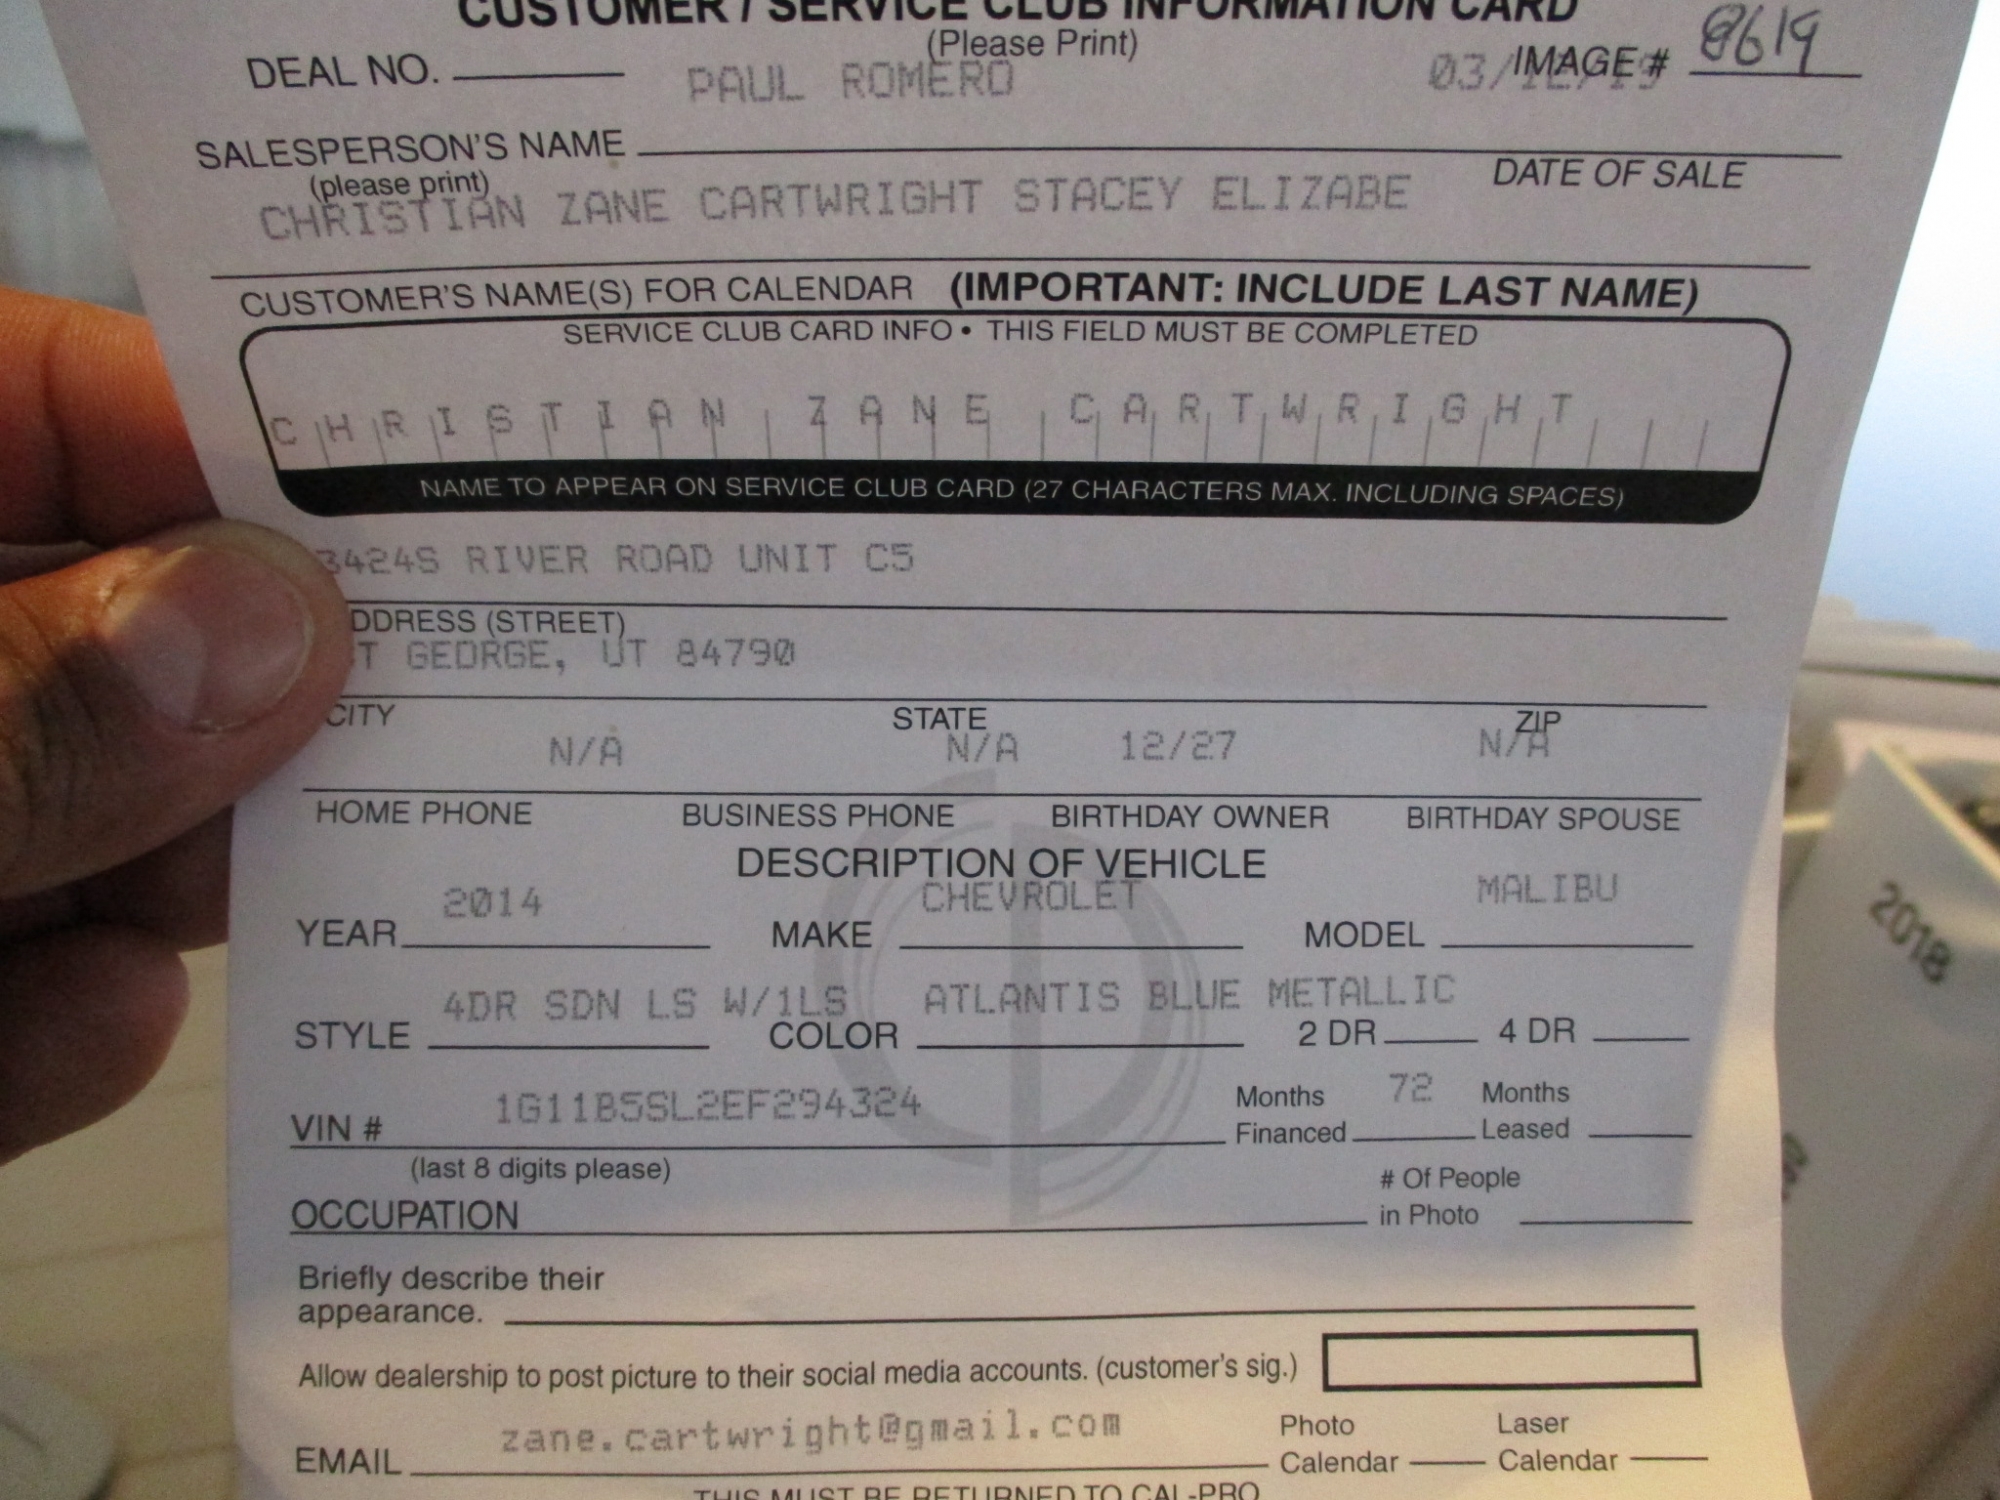 CUSTOMER / SERVICE CLUB INFORMATION CARD
(Please Print)
DEAL NO. IMAGE # 8619
PAUL ROMERO
SALESPERSON'S NAME DATE OF SALE
(please print)
CHRISTIAN ZANE CARTWRIGHT STACEY ELIZABE
CUSTOMER'S NAME(S) FOR CALENDAR (IMPORTANT: INCLUDE LAST NAME)
SERVICE CLUB CARD INFO • THIS FIELD MUST BE COMPLETED
CHRISTIAN ZANE CARTWRIGHT
NAME TO APPEAR ON SERVICE CLUB CARD (27 CHARACTERS MAX. INCLUDING SPACES)
3424S RIVER ROAD UNIT C5
DDRESS (STREET)
T GEORGE, UT 84790
CITY STATE ZIP
N/A N/A 12/27 N/A
HOME PHONE BUSINESS PHONE BIRTHDAY OWNER BIRTHDAY SPOUSE
DESCRIPTION OF VEHICLE
YEAR 2014 MAKE CHEVROLET MODEL MALIBU
STYLE 4DR SDN LS W/1LS COLOR ATLANTIS BLUE METALLIC 2 DR 4 DR
VIN # 1G11B5SL2EF294324 Months Financed 72 Months Leased
(last 8 digits please)
OCCUPATION # Of People in Photo
Briefly describe their
appearance.
Allow dealership to post picture to their social media accounts. (customer's sig.)
EMAIL zane.cartwright@gmail.com Photo Calendar Laser Calendar
THIS MUST BE RETURNED TO CAL-PRO
2018